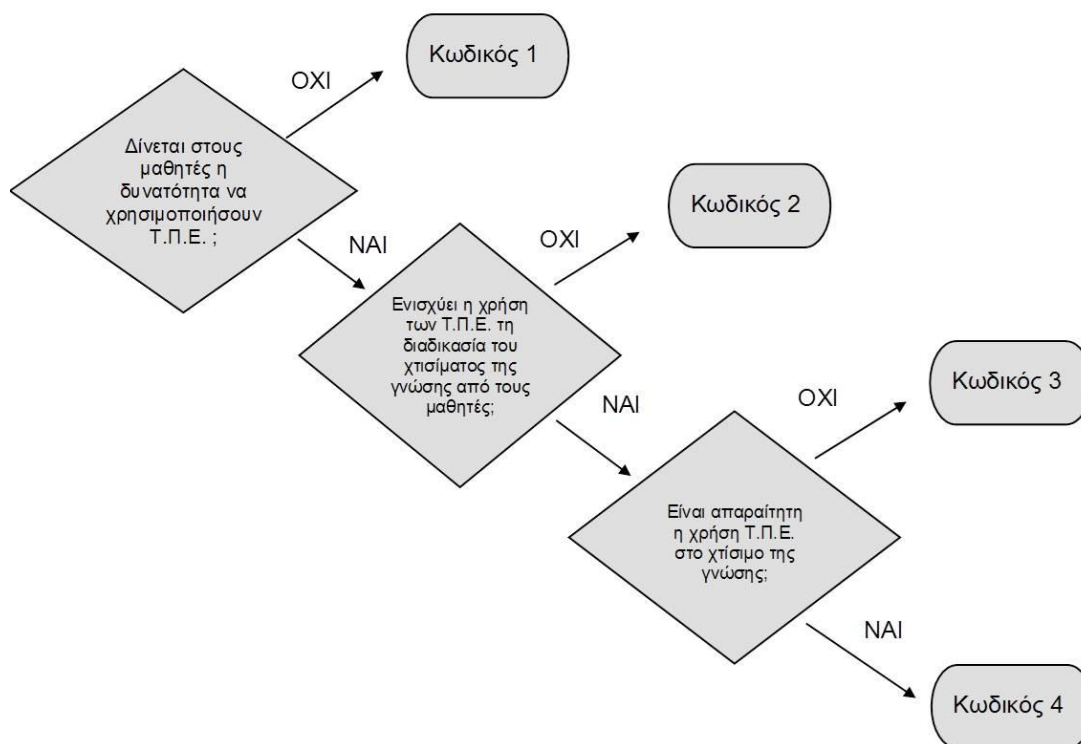 Κωδικός 1
ΟΧΙ
Δίνεται στους
μαθητές η
δυνατότητα να
χρησιμοποιήσουν
Τ.Π.Ε. ;
ΝΑΙ
Κωδικός 2
ΟΧΙ
Ενισχύει η χρήση
των Τ.Π.Ε. τη
διαδικασία του
χτισίματος της
γνώσης από τους
μαθητές;
ΝΑΙ
Κωδικός 3
ΟΧΙ
Είναι απαραίτητη
η χρήση Τ.Π.Ε.
στο χτίσιμο της
γνώσης;
ΝΑΙ
Κωδικός 4